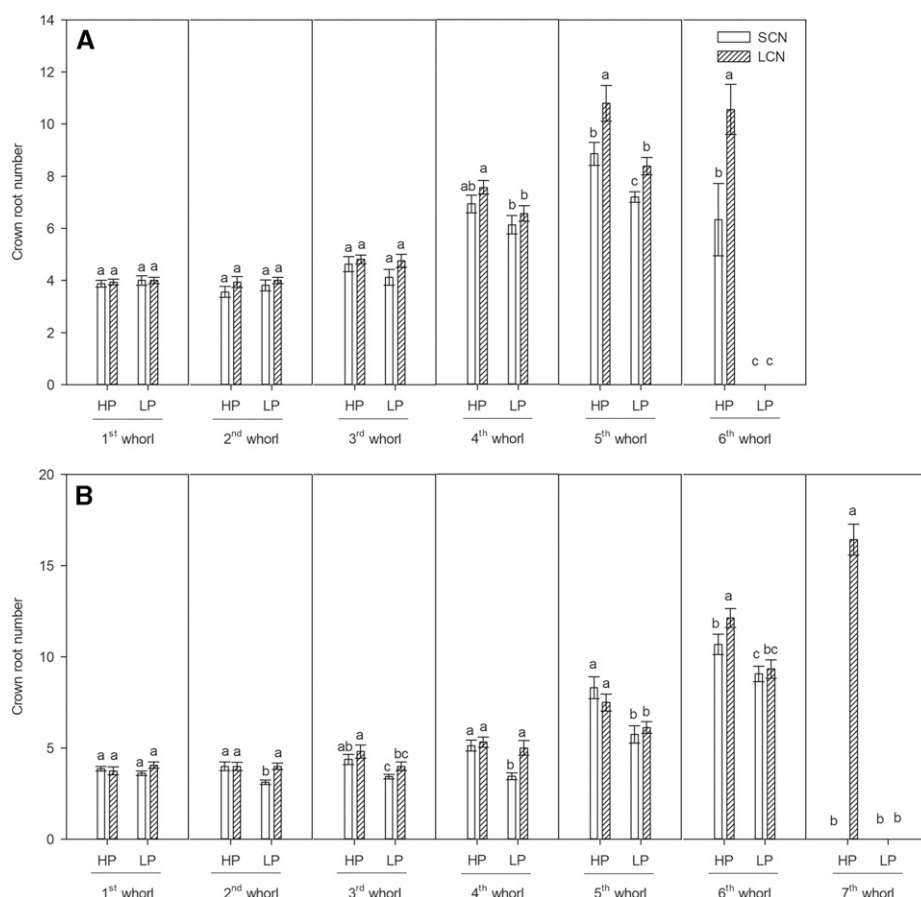 A
SCN
LCN
Crown root number
14
12
10
8
6
4
2
0
a a a a
a a a a
a a a a
ab a b b
b a c b
b a c c
HP LP HP LP HP LP HP LP HP LP HP LP
1st whorl 2nd whorl 3rd whorl 4th whorl 5th whorl 6th whorl
B
Crown root number
20
15
10
5
0
a a a a
a a b a
ab a c bc
a a b a
a a b b
b a c bc
b a b b
HP LP HP LP HP LP HP LP HP LP HP LP HP LP
1st whorl 2nd whorl 3rd whorl 4th whorl 5th whorl 6th whorl 7th whorl